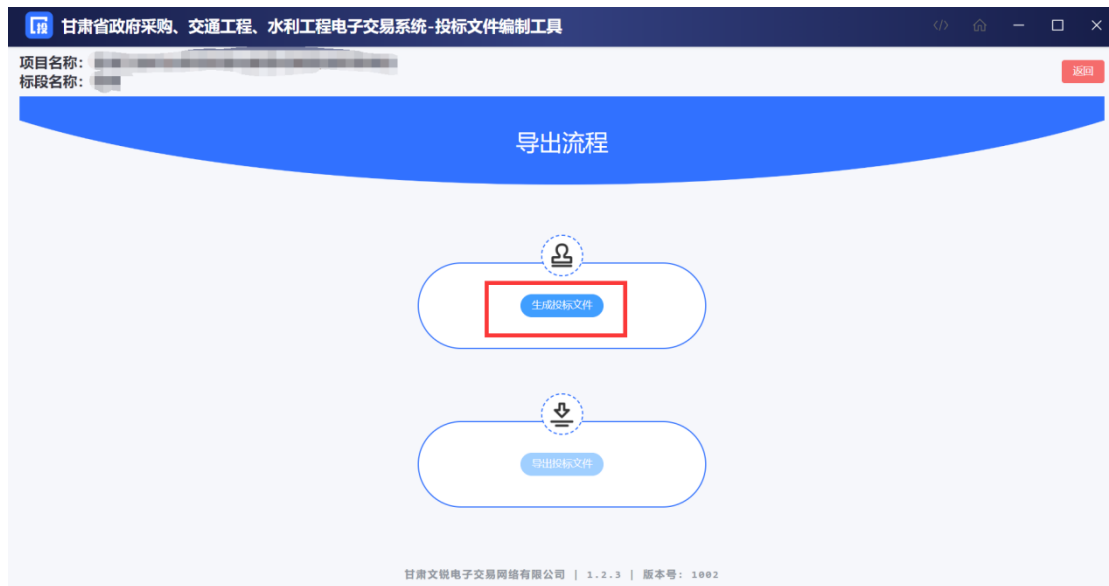 投
甘肃省政府采购、交通工程、水利工程电子交易系统-投标文件编制工具
项目名称：
标段名称：
返回
导出流程
生成投标文件
导出投标文件
甘肃文锐电子交易网络有限公司 | 1.2.3 | 版本号: 1002